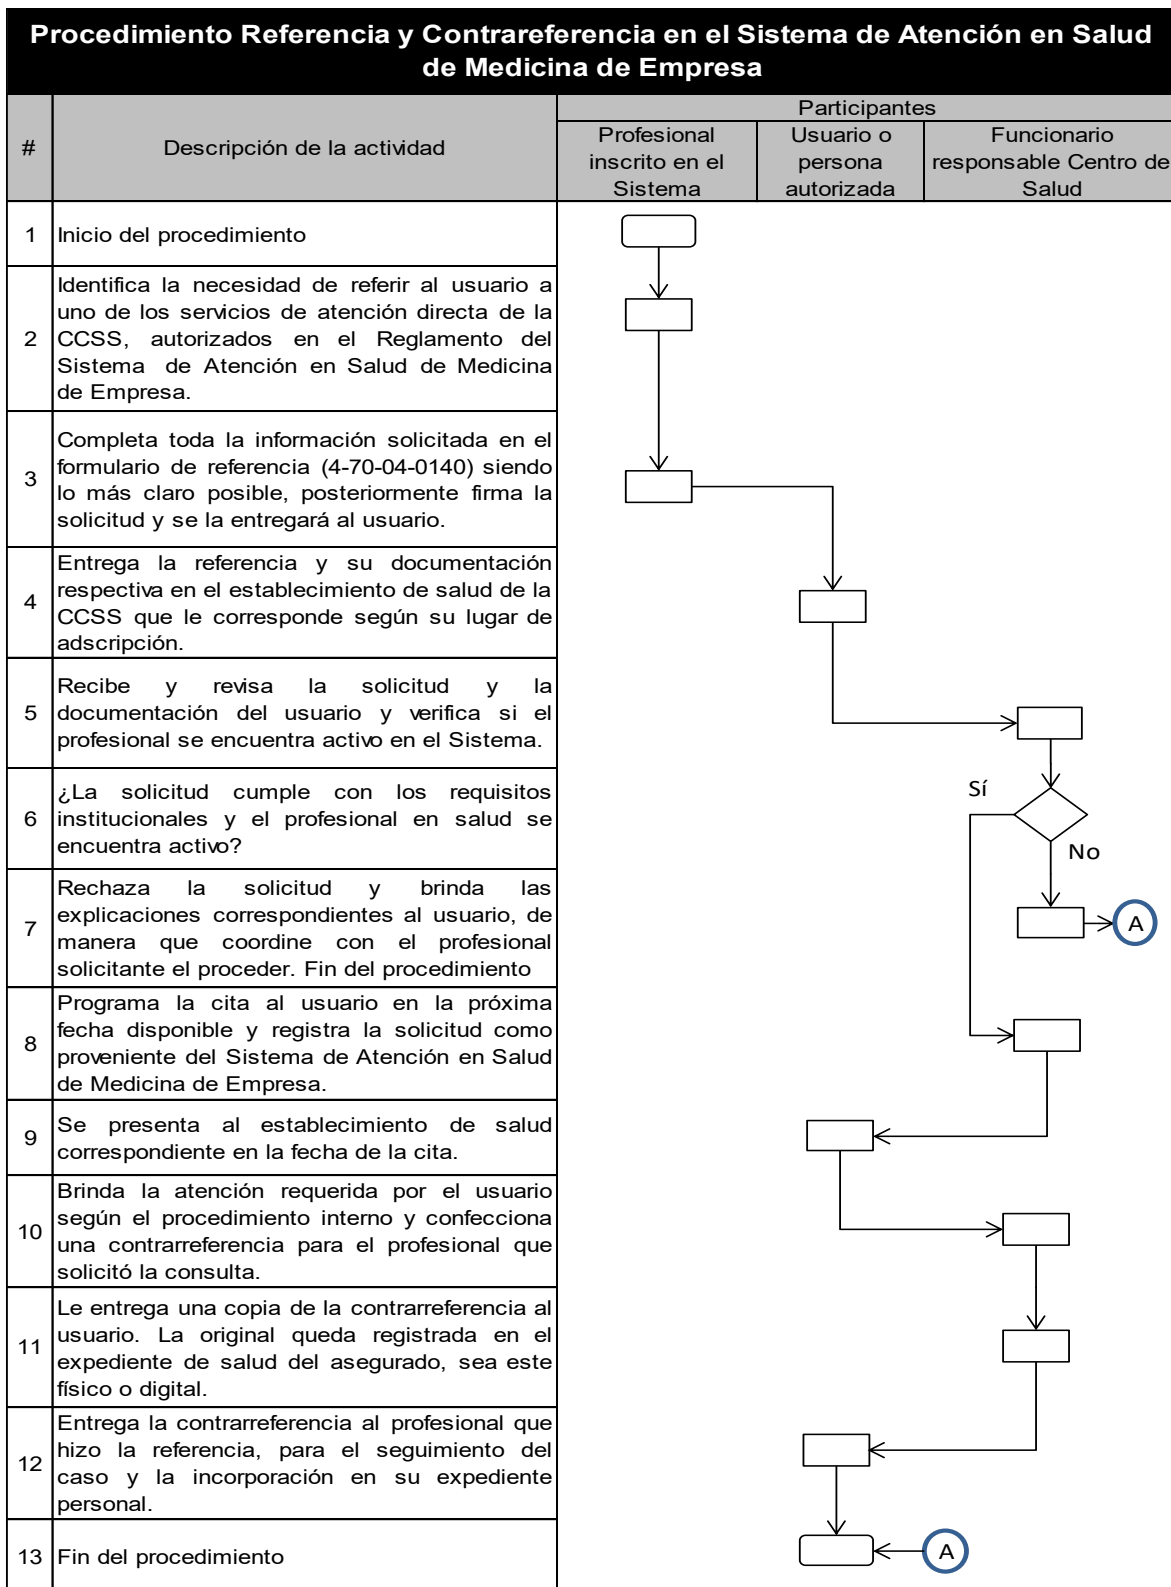 Procedimiento Referencia y Contrareferencia en el Sistema de Atención en Salud
de Medicina de Empresa
#
Descripción de la actividad
Participantes
Profesional
inscrito en el
Sistema
Usuario o
persona
autorizada
Funcionario
responsable Centro de
Salud
1
Inicio del procedimiento
2
Identifica la necesidad de referir al usuario a
uno de los servicios de atención directa de la
CCSS, autorizados en el Reglamento del
Sistema de Atención en Salud de Medicina
de Empresa.
3
Completa toda la información solicitada en el
formulario de referencia (4-70-04-0140) siendo
lo más claro posible, posteriormente firma la
solicitud y se la entregará al usuario.
4
Entrega la referencia y su documentación
respectiva en el establecimiento de salud de la
CCSS que le corresponde según su lugar de
adscripción.
5
Recibe y revisa la solicitud y la
documentación del usuario y verifica si el
profesional se encuentra activo en el Sistema.
6
¿La solicitud cumple con los requisitos
institucionales y el profesional en salud se
encuentra activo?
Sí
No
7
Rechaza la solicitud y brinda las
explicaciones correspondientes al usuario, de
manera que coordine con el profesional
solicitante el proceder. Fin del procedimiento
A
8
Programa la cita al usuario en la próxima
fecha disponible y registra la solicitud como
proveniente del Sistema de Atención en Salud
de Medicina de Empresa.
9
Se presenta al establecimiento de salud
correspondiente en la fecha de la cita.
10
Brinda la atención requerida por el usuario
según el procedimiento interno y confecciona
una contrarreferencia para el profesional que
solicitó la consulta.
11
Le entrega una copia de la contrarreferencia al
usuario. La original queda registrada en el
expediente de salud del asegurado, sea este
físico o digital.
12
Entrega la contrarreferencia al profesional que
hizo la referencia, para el seguimiento del
caso y la incorporación en su expediente
personal.
13
Fin del procedimiento
A